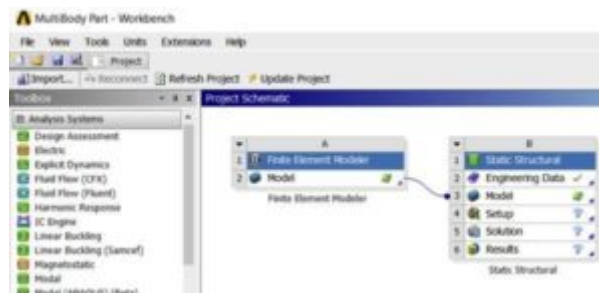 MultiBody Part - Workbench
File View Tools Units Extensions Help
Project
Import... Reconnect Refresh Project Update Project
Toolbox
Project Schematic
Analysis Systems
Design Assessment
Electric
Explicit Dynamics
Fluid Flow (CFX)
Fluid Flow (Fluent)
Harmonic Response
IC Engine
Linear Buckling
Linear Buckling (Samcef)
Magnetostatic
Modal
Modal (ABAQUS) (Beta)
A
1 Finite Element Modeler
2 Model
Finite Element Modeler
B
1 Static Structural
2 Engineering Data
3 Model
4 Setup
5 Solution
6 Results
Static Structural